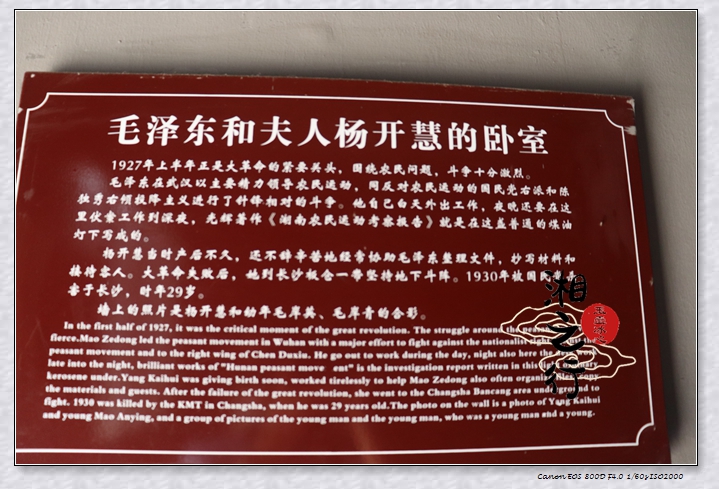 毛泽东和夫人杨开慧的卧室
1927年上半年正是大革命的紧要关头，围绕农民问题，斗争十分激烈。
毛泽东在武汉以主要精力领导农民运动，同反对农民运动的国民党右派和陈
独秀右倾投降主义进行了针锋相对的斗争。他自己白天外出工作，夜晚还要在这
里伏案工作到深夜，光辉著作《湖南农民运动考察报告》就是在这盏普通的煤油
灯下写成的。
杨开慧当时产后不久，还不辞辛苦地经常协助毛泽东整理文件，抄写材料和
接待客人。大革命失败后，她到长沙板仓一带坚持地下斗阵。1930年被国民
害于长沙，时年29岁。
墙上的照片是杨开慧和幼年毛岸英、毛岸青的合影。
In the first half of 1927, it was the critical moment of the great revolution. The struggle around the
fierce.Mao Zedong led the peasant movement in Wuhan with a major effort to fight against the nationalist
peasant movement and to the right wing of Chen Duxiu. He go out to work during the day, night also here the
late into the night, brilliant works of "Hunan peasant movement is the investigation report written in this
kerosene under.Yang Kaihui was giving birth soon, worked tirelessly to help Mao Zedong also often files, copy
the materials and guests. After the failure of the great revolution, she went to the Changsha Bancang area underground to
fight. 1930 was killed by the KMT in Changsha, when he was 29 years old.The photo on the wall is a photo of Yang Kaihui
and young Mao Anying, and a group of pictures of the young man and the young man, who was a young man and a young.
湘之行
Canon EOS 800D F4.0 1/60s ISO2000